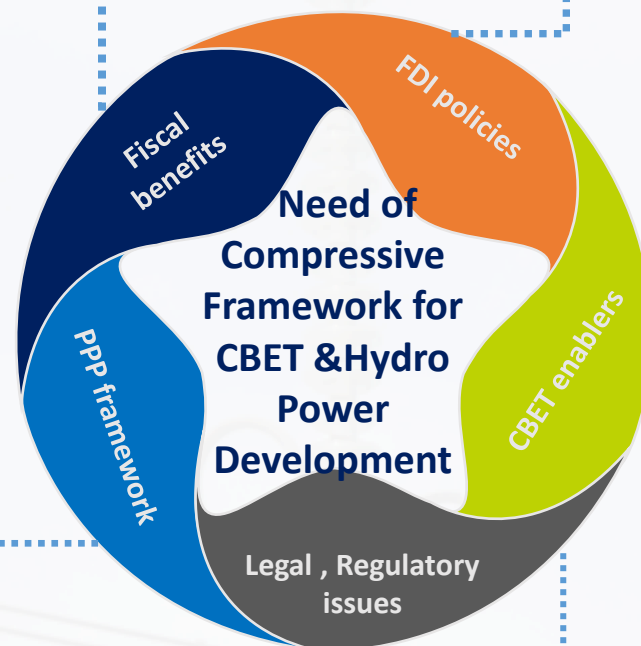 Fiscal
benefits
FDI policies
Need of
Compressive
Framework for
CBET &Hydro
Power
Development
CBET enablers
PPP framework
Legal , Regulatory
issues